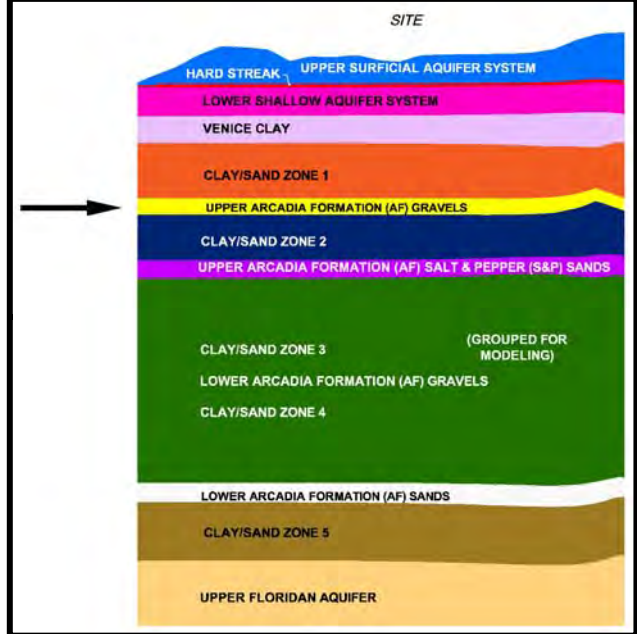 SITE
UPPER SURFICIAL AQUIFER SYSTEM
HARD STREAK
LOWER SHALLOW AQUIFER SYSTEM
VENICE CLAY
CLAY/SAND ZONE 1
UPPER ARCADIA FORMATION (AF) GRAVELS
CLAY/SAND ZONE 2
UPPER ARCADIA FORMATION (AF) SALT & PEPPER (S&P) SANDS
CLAY/SAND ZONE 3
(GROUPED FOR
MODELING)
LOWER ARCADIA FORMATION (AF) GRAVELS
CLAY/SAND ZONE 4
LOWER ARCADIA FORMATION (AF) SANDS
CLAY/SAND ZONE 5
UPPER FLORIDAN AQUIFER